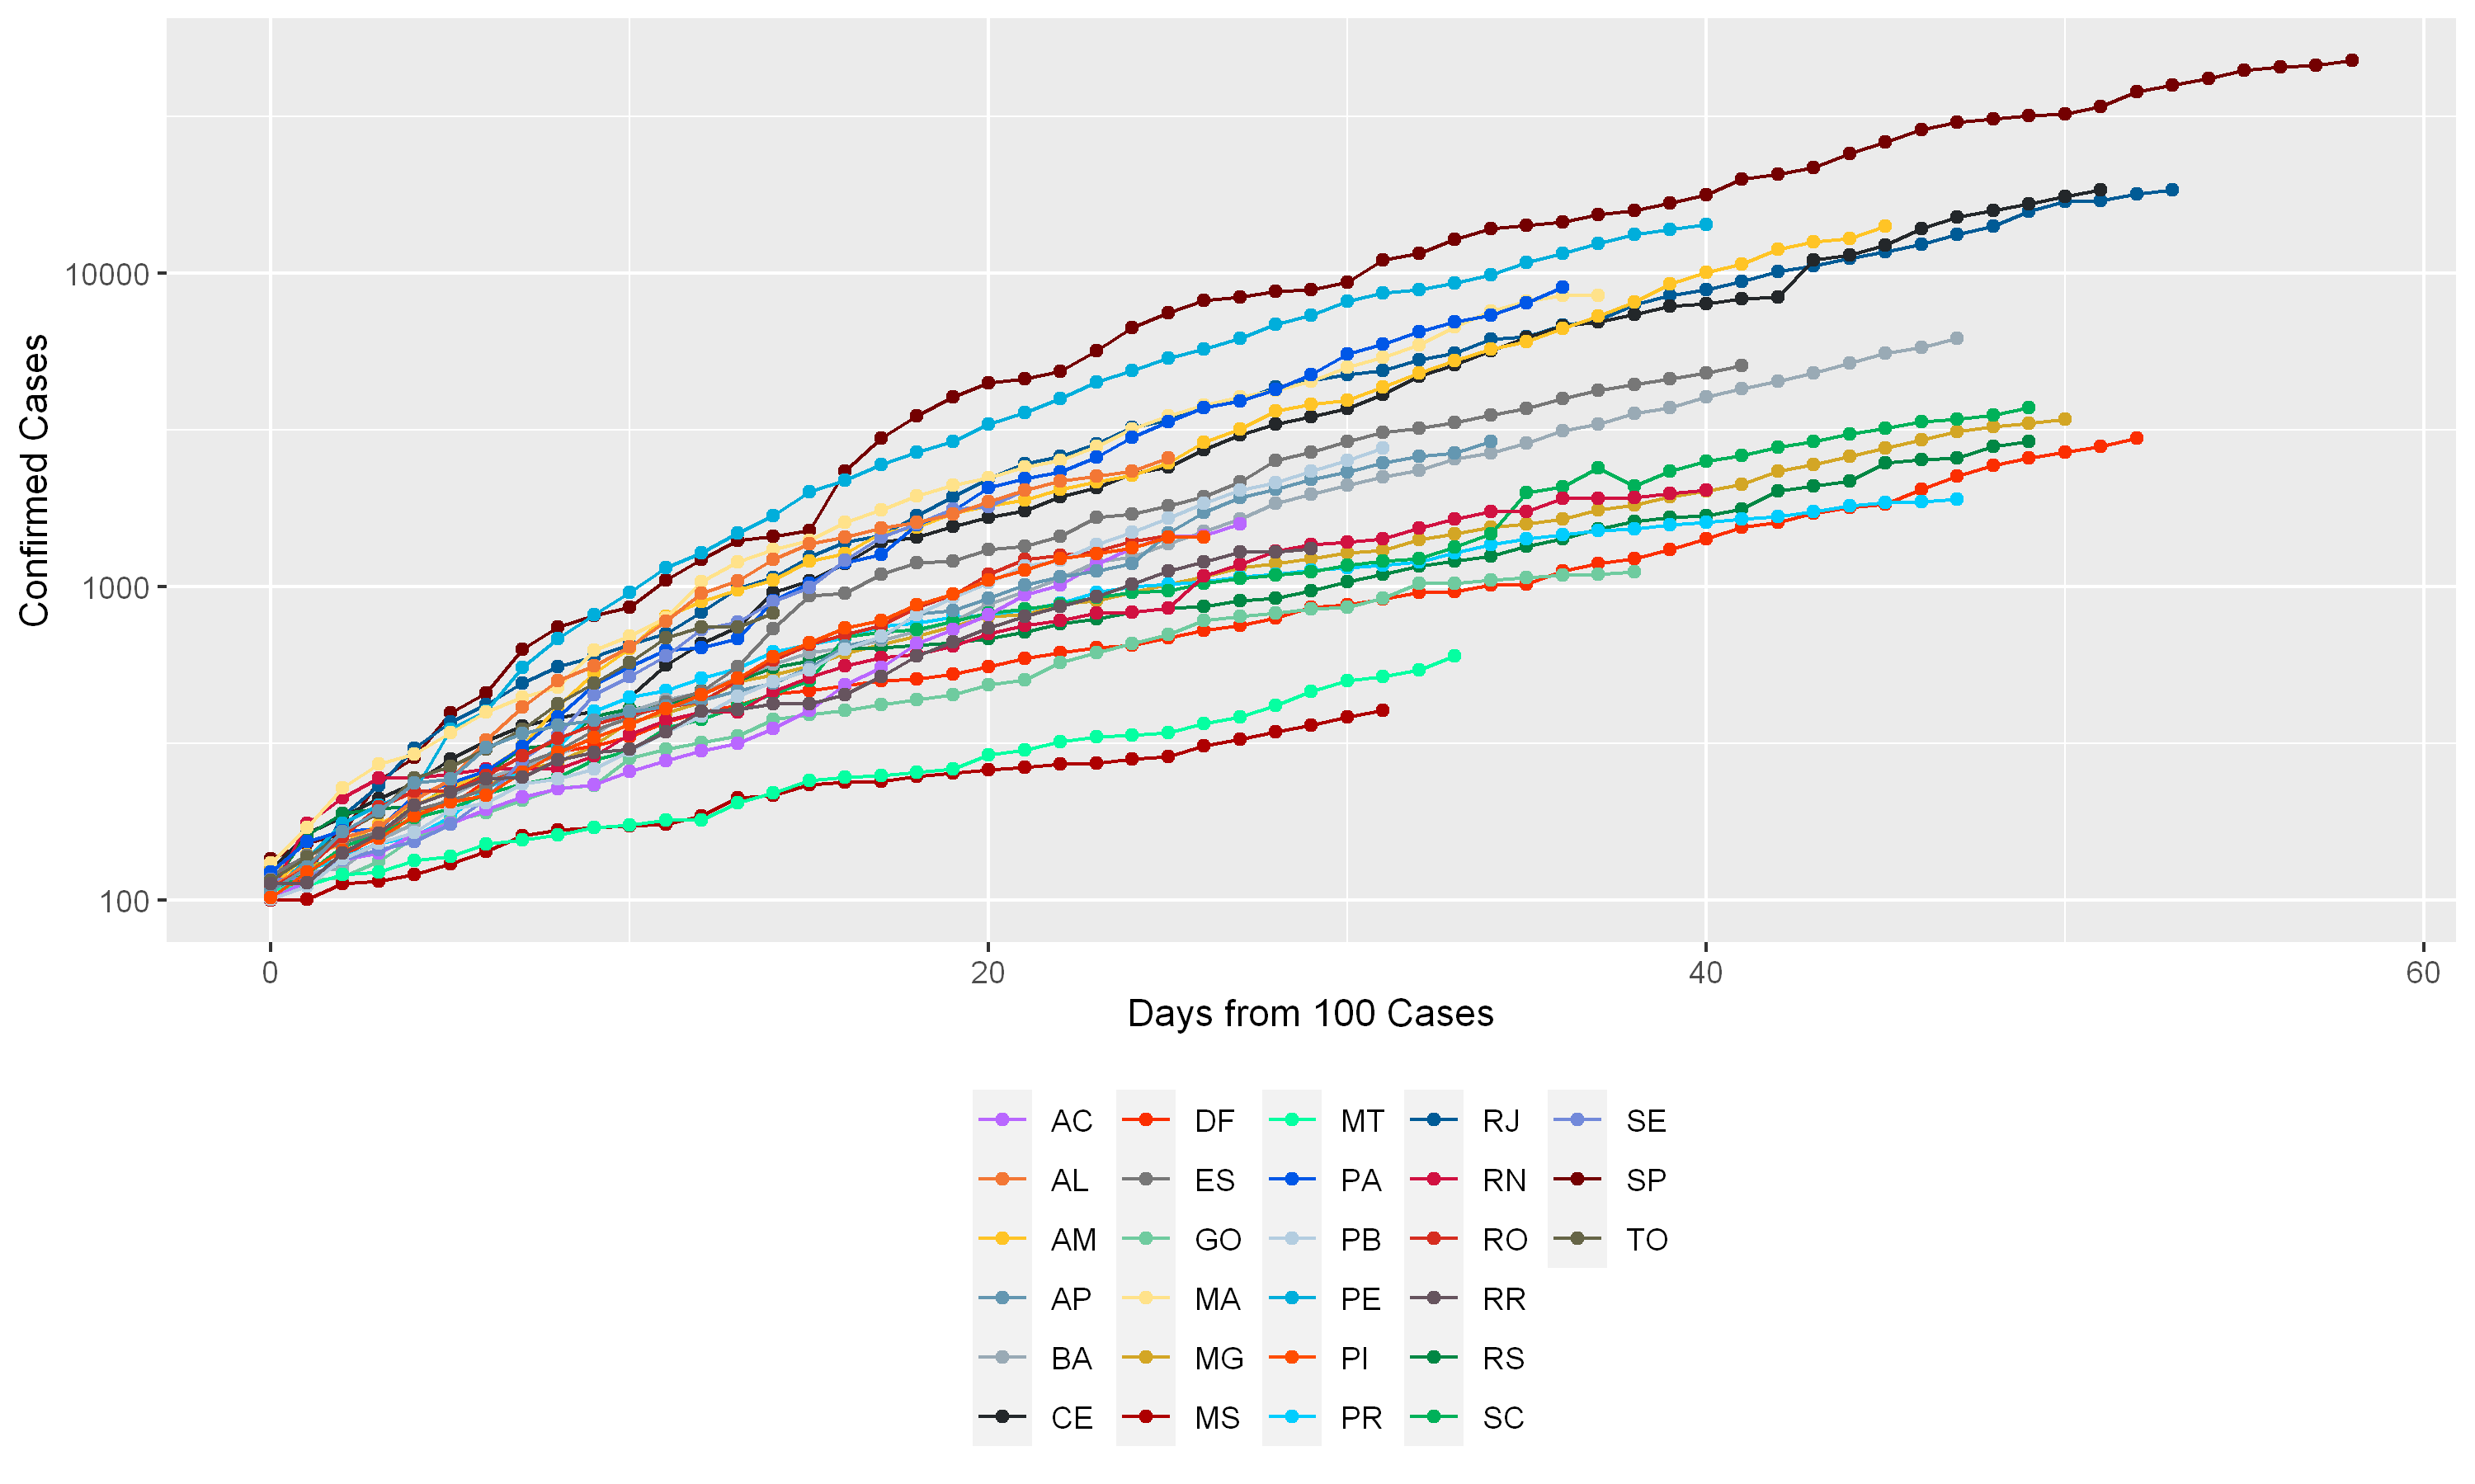 Confirmed Cases
10000
1000
100
0 20 40 60
Days from 100 Cases
AC DF MT RJ SE
AL ES PA RN SP
AM GO PB RO TO
AP MA PE RR
BA MG PI RS
CE MS PR SC